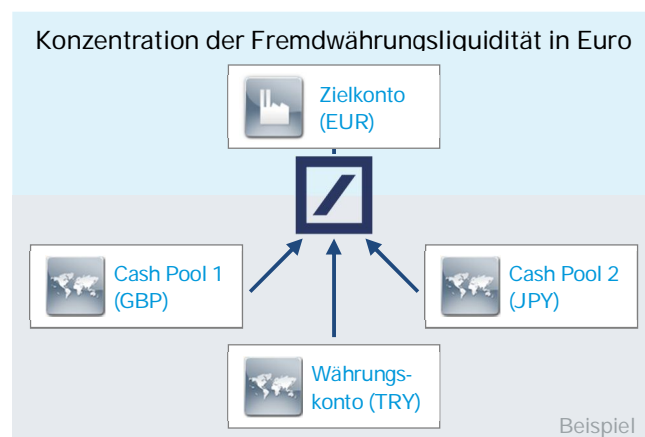 Konzentration der Fremdwährungsliquidität in Euro
Zielkonto
(EUR)
Cash Pool 1
(GBP)
Cash Pool 2
(JPY)
Währungs-
konto (TRY)
Beispiel